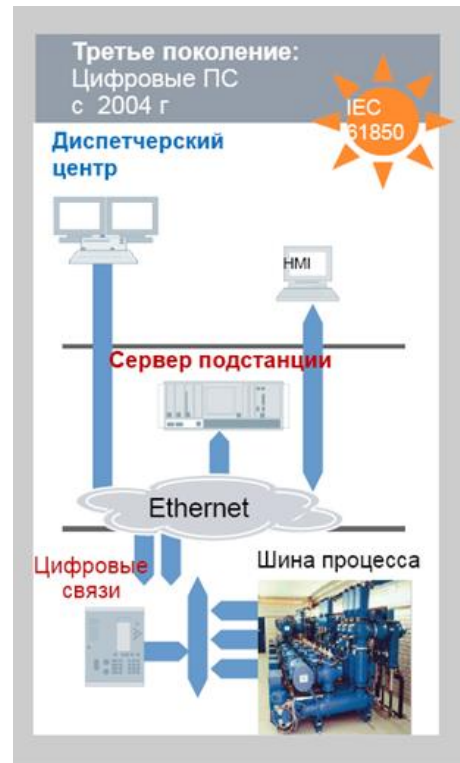 Третье поколение:
Цифровые ПС
с 2004 г
IEC
61850
Диспетчерский
центр
HMI
Сервер подстанции
Ethernet
Цифровые
связи
Шина процесса